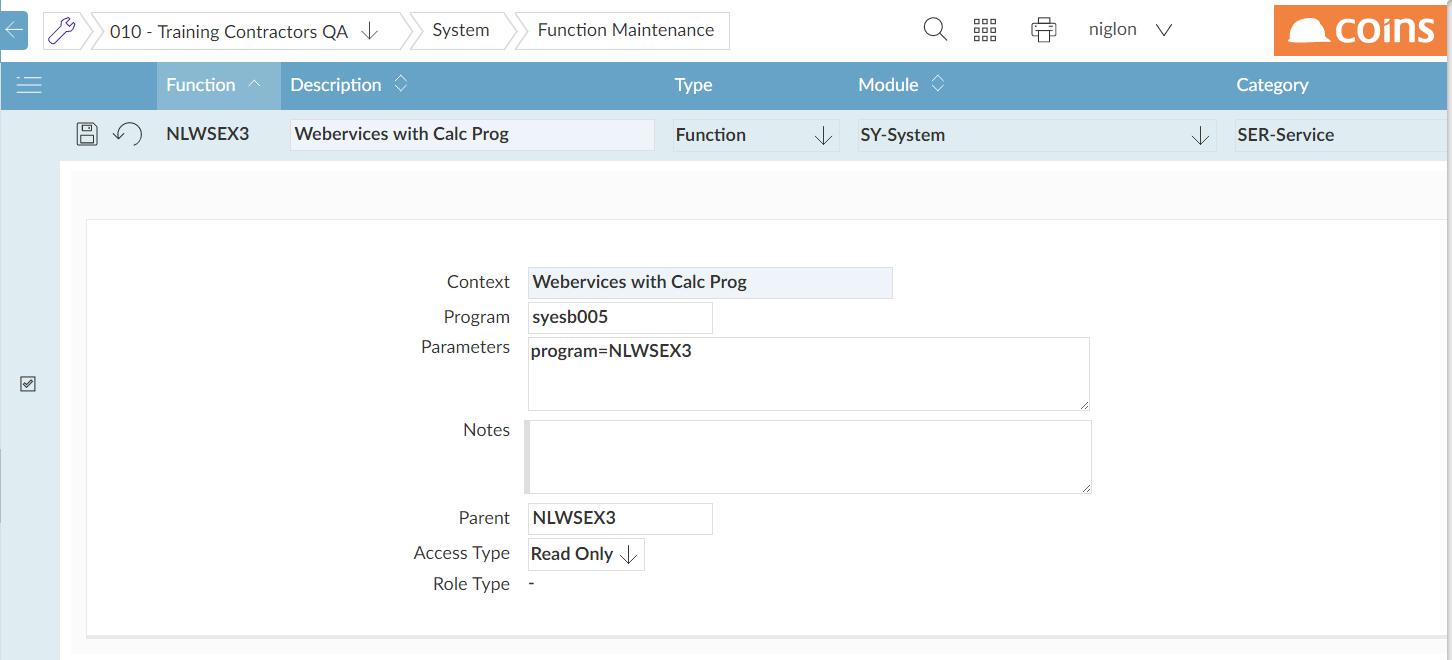 010 - Training Contractors QA System Function Maintenance niglon coins
Function Description Type Module Category
NLWSEX3 Webervices with Calc Prog Function SY-System SER-Service
Context Webervices with Calc Prog
Program syesb005
Parameters program=NLWSEX3
Notes
Parent NLWSEX3
Access Type Read Only
Role Type -